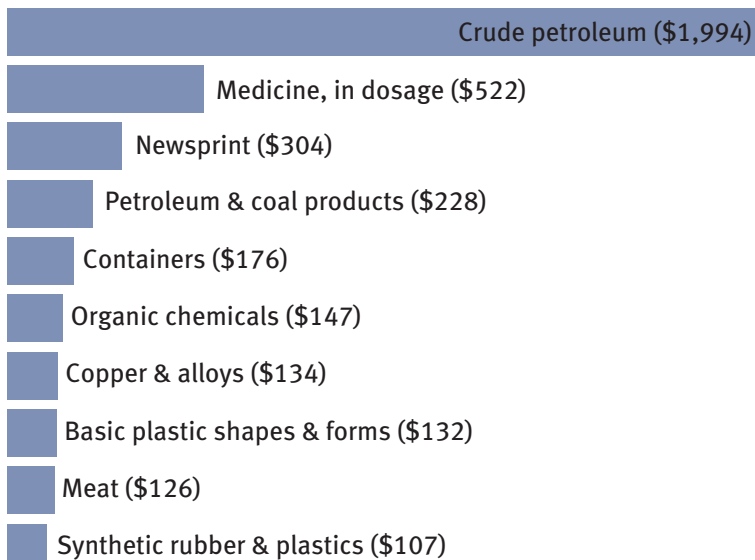 Crude petroleum ($1,994)
Medicine, in dosage ($522)
Newsprint ($304)
Petroleum & coal products ($228)
Containers ($176)
Organic chemicals ($147)
Copper & alloys ($134)
Basic plastic shapes & forms ($132)
Meat ($126)
Synthetic rubber & plastics ($107)